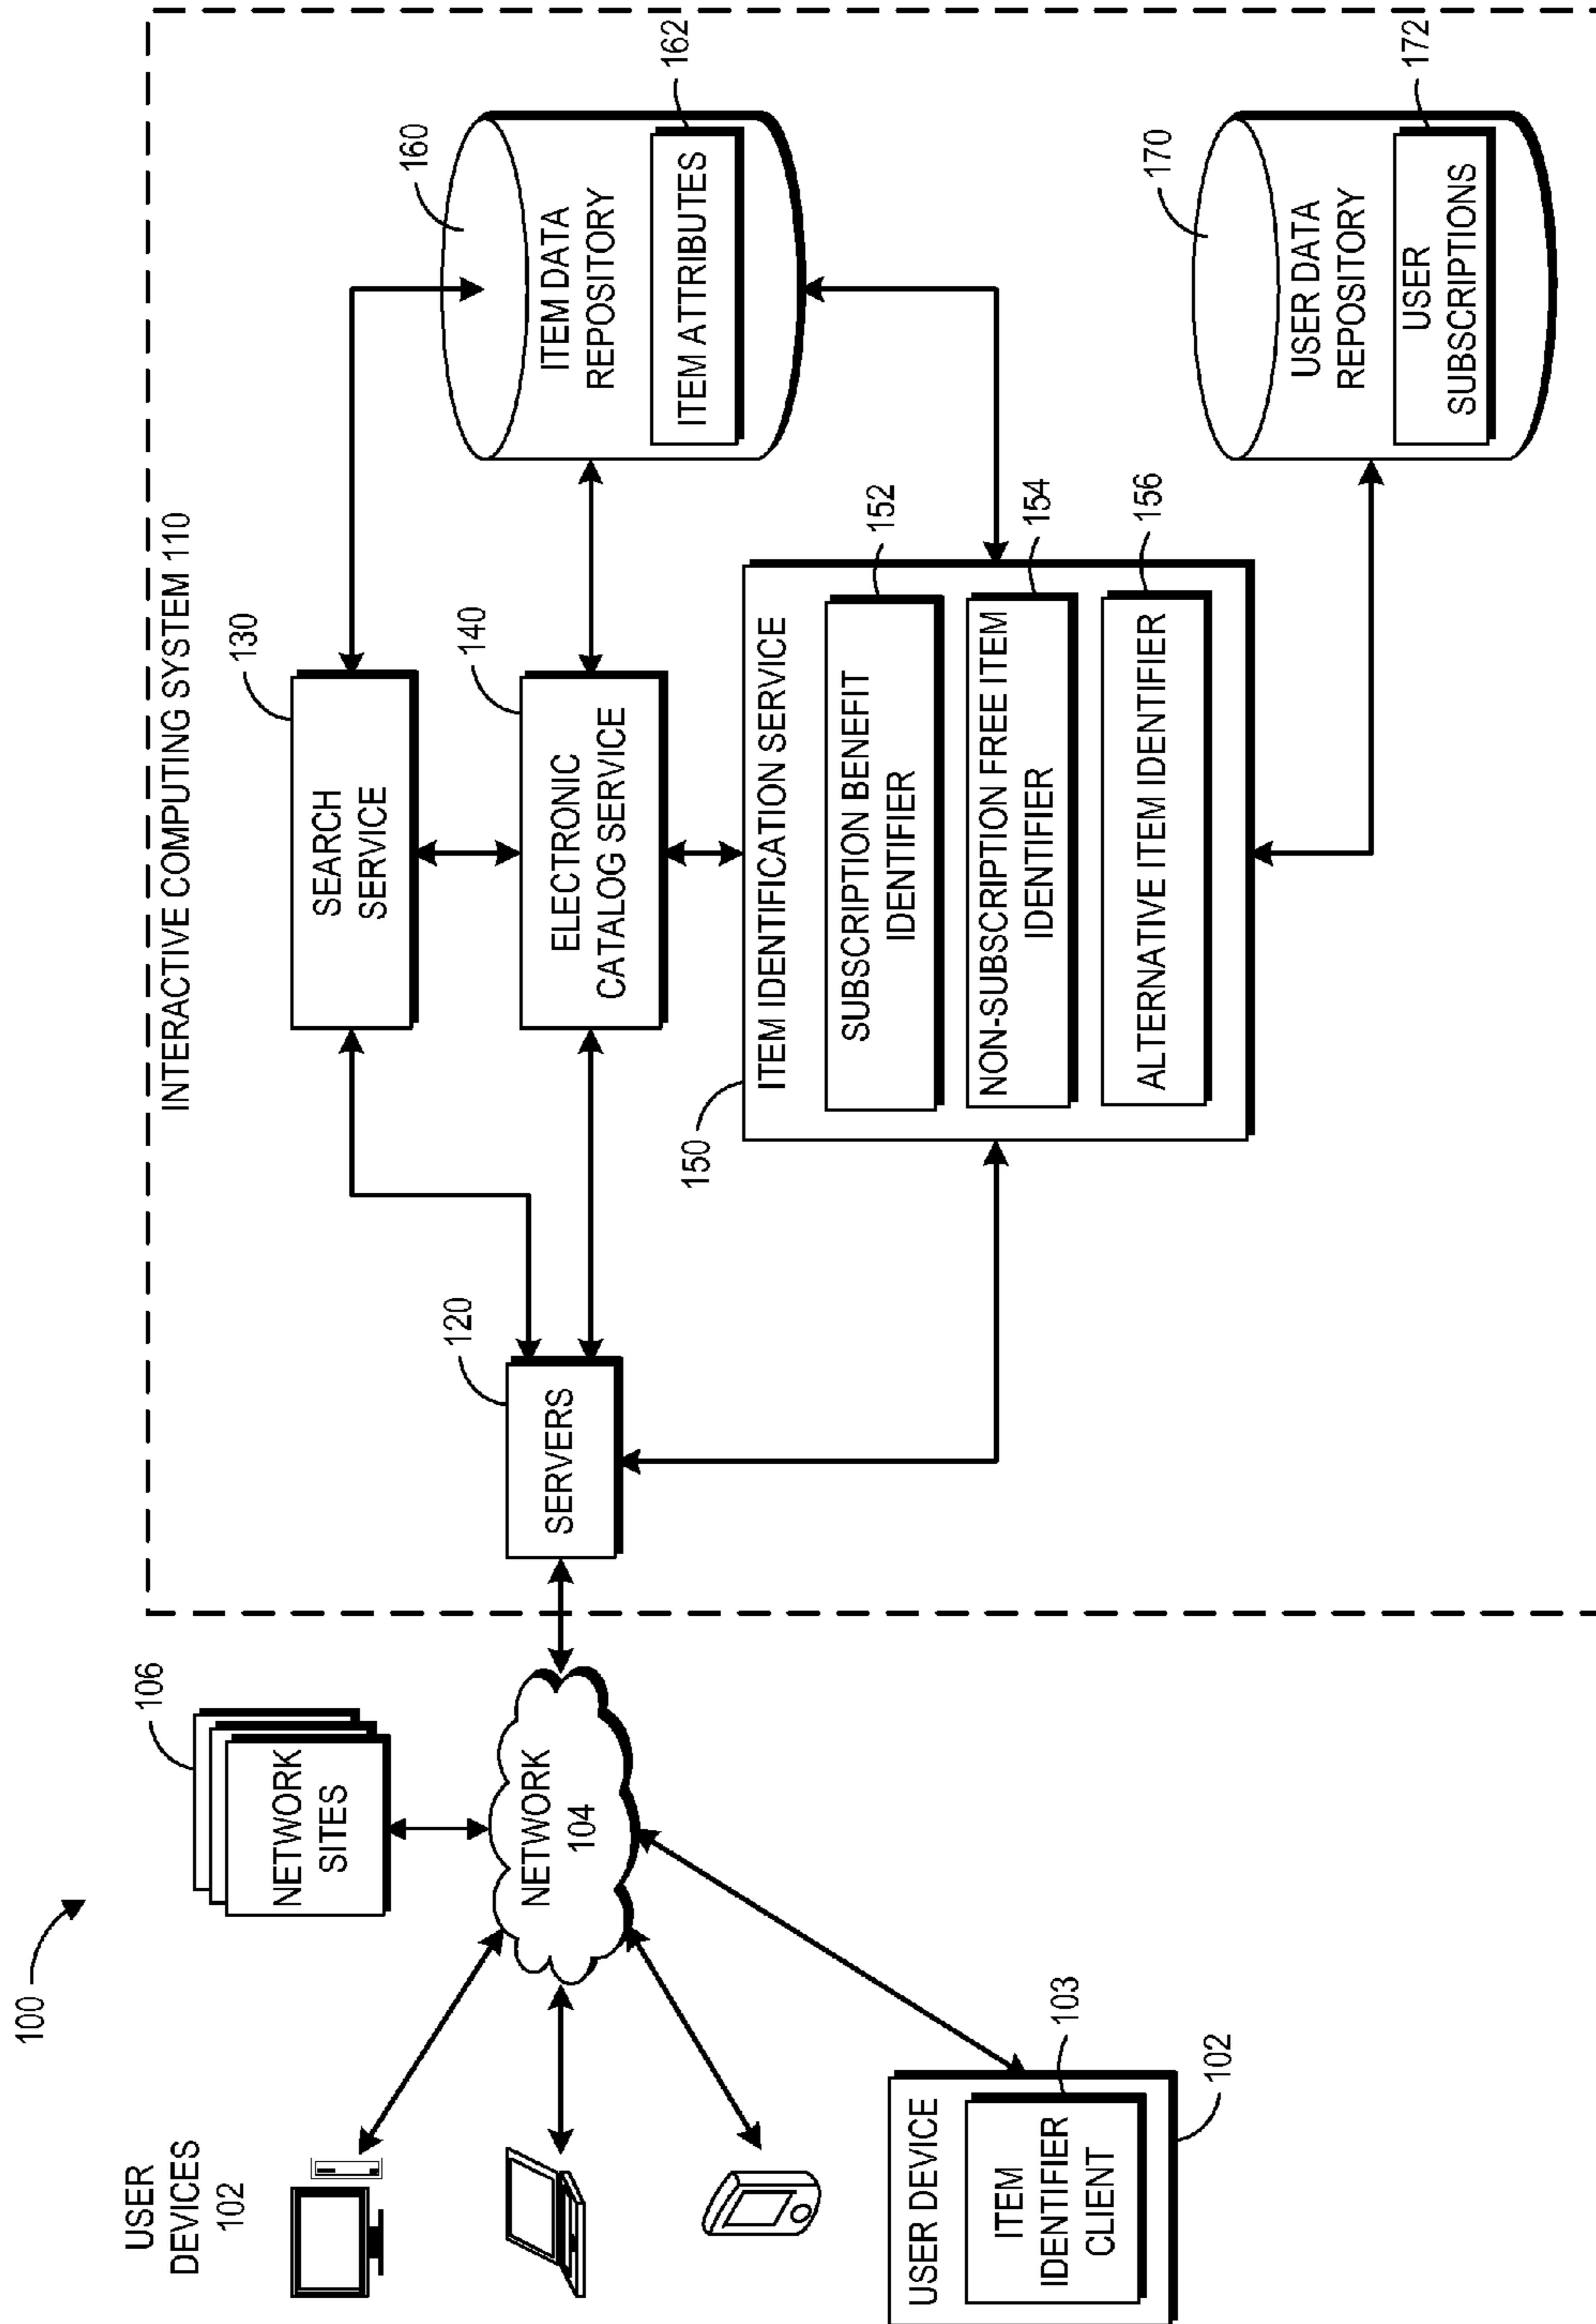 100
USER
DEVICES
102
106
NETWORK
SITES
NETWORK
104
USER DEVICE
ITEM
IDENTIFIER
CLIENT
103
102
INTERACTIVE COMPUTING SYSTEM 110
120
SERVERS
130
SEARCH
SERVICE
140
ELECTRONIC
CATALOG SERVICE
150
ITEM IDENTIFICATION SERVICE
152
SUBSCRIPTION BENEFIT
IDENTIFIER
154
NON-SUBSCRIPTION FREE ITEM
IDENTIFIER
156
ALTERNATIVE ITEM IDENTIFIER
160
ITEM DATA
REPOSITORY
162
ITEM ATTRIBUTES
170
USER DATA
REPOSITORY
172
USER
SUBSCRIPTIONS